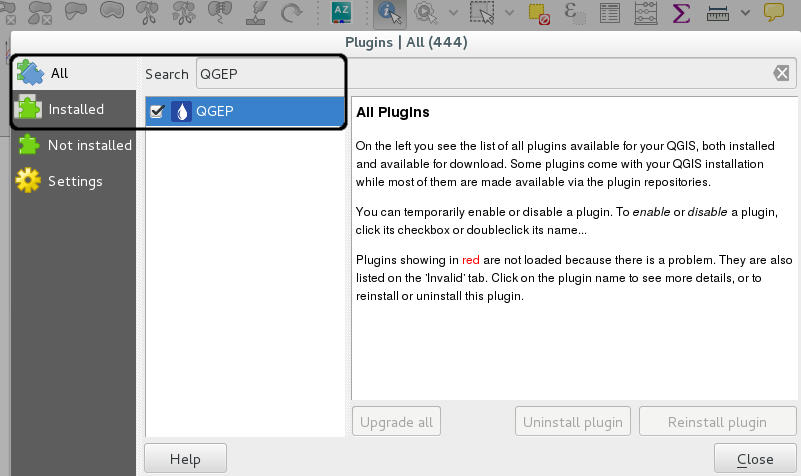 AZ
Plugins | All (444)
All
Search QGEP
Installed
QGEP
Not installed
Settings
All Plugins
On the left you see the list of all plugins available for your QGIS, both installed
and available for download. Some plugins come with your QGIS installation
while most of them are made available via the plugin repositories.
You can temporarily enable or disable a plugin. To enable or disable a plugin,
click its checkbox or doubleclick its name...
Plugins showing in red are not loaded because there is a problem. They are also
listed on the 'Invalid' tab. Click on the plugin name to see more details, or to
reinstall or uninstall this plugin.
Upgrade all
Uninstall plugin
Reinstall plugin
Help
Close